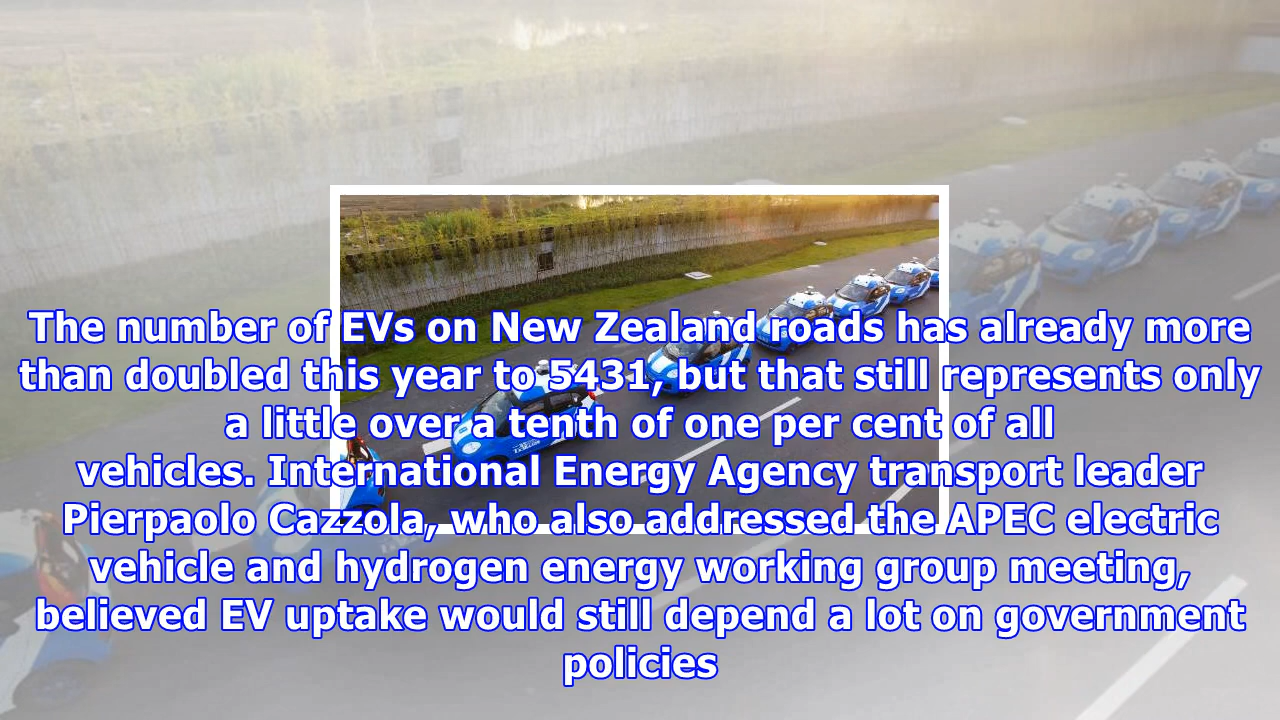 The number of EVs on New Zealand roads has already more
than doubled this year to 5431, but that still represents only
a little over a tenth of one per cent of all
vehicles. International Energy Agency transport leader
Pierpaolo Cazzola, who also addressed the APEC electric
vehicle and hydrogen energy working group meeting,
believed EV uptake would still depend a lot on government
policies